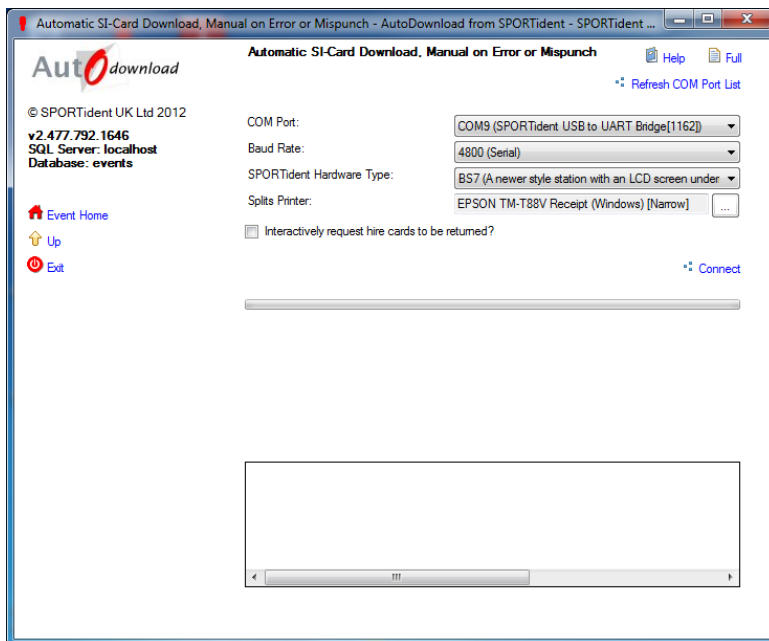 Automatic SI-Card Download, Manual on Error or Mispunch - AutoDownload from SPORTident - SPORTident ...
AutOdownload
Automatic SI-Card Download, Manual on Error or Mispunch
Help
Full
Refresh COM Port List
© SPORTident UK Ltd 2012
v2.477.792.1646
SQL Server: localhost
Database: events
Event Home
Up
Exit
COM Port:
COM9 (SPORTident USB to UART Bridge[1162])
Baud Rate:
4800 (Serial)
SPORTident Hardware Type:
BS7 (A newer style station with an LCD screen under
Splits Printer:
EPSON TM-T88V Receipt (Windows) [Narrow]
...
Interactively request hire cards to be returned?
Connect